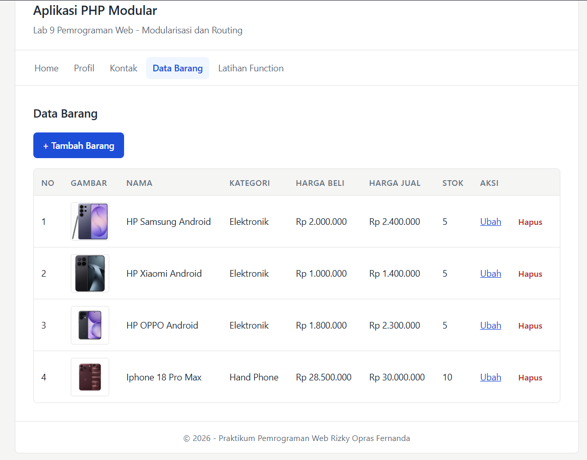 Aplikasi PHP Modular
Lab 9 Pemrograman Web - Modularisasi dan Routing
Home Profil Kontak Data Barang Latihan Function
Data Barang
+ Tambah Barang
NO GAMBAR NAMA KATEGORI HARGA BELI HARGA JUAL STOK AKSI
1 HP Samsung Android Elektronik Rp 2.000.000 Rp 2.400.000 5 Ubah Hapus
2 HP Xiaomi Android Elektronik Rp 1.000.000 Rp 1.400.000 5 Ubah Hapus
3 HP OPPO Android Elektronik Rp 1.800.000 Rp 2.300.000 5 Ubah Hapus
4 Iphone 18 Pro Max Hand Phone Rp 28.500.000 Rp 30.000.000 10 Ubah Hapus
© 2026 - Praktikum Pemrograman Web Rizky Opras Fernanda